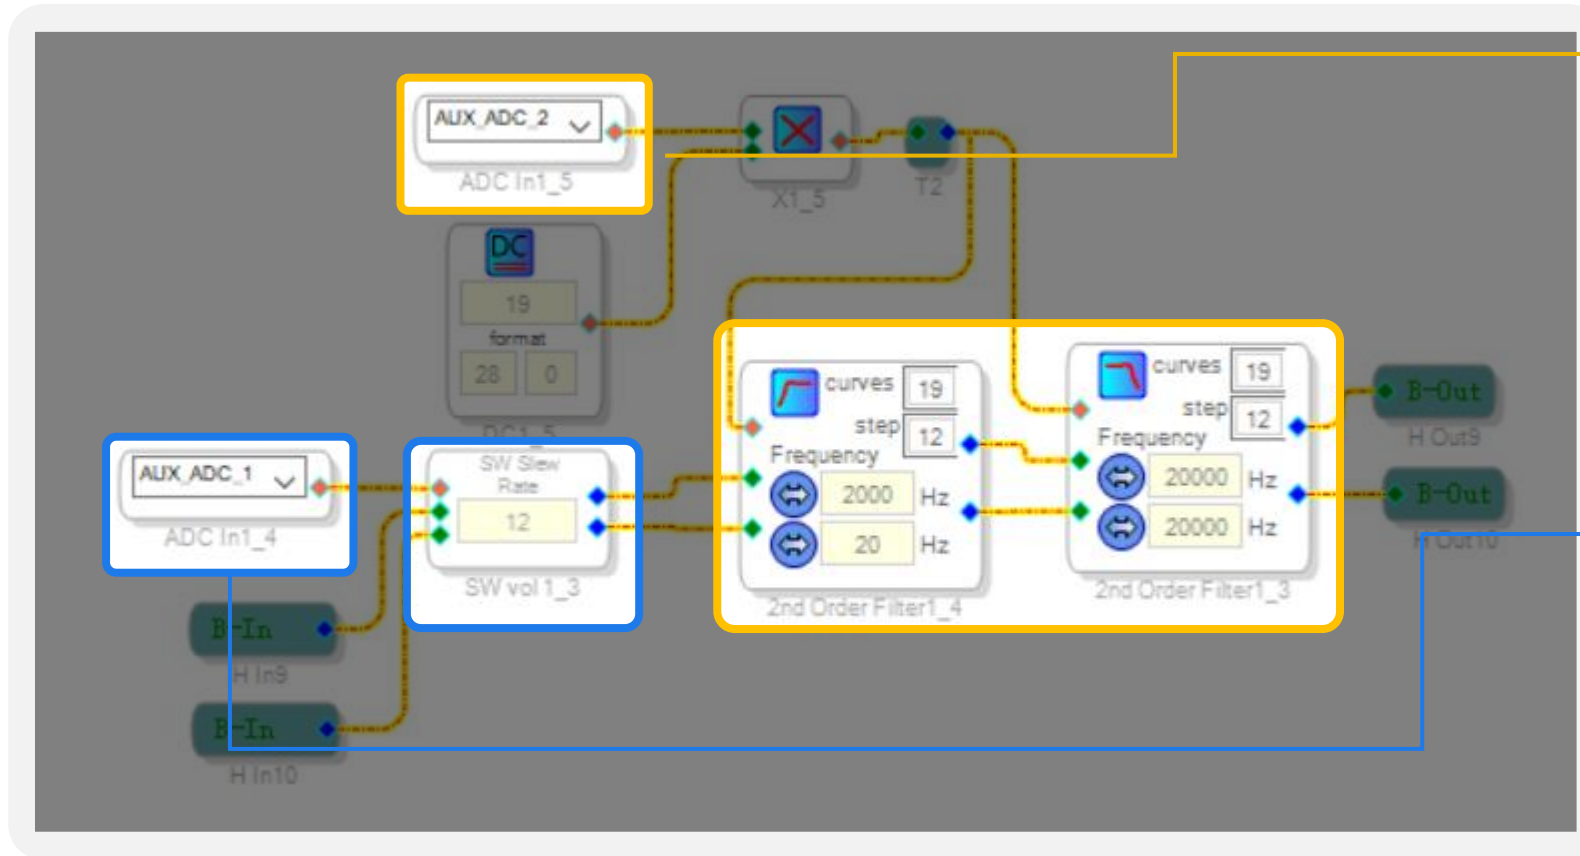 AUX_ADC_2
ADC In1_5
X1_5
T2
DC
19
format
28 0
DC1_5
AUX_ADC_1
ADC In1_4
SW Slew
Rate
12
SW vol 1_3
curves 19
step 12
Frequency
2000 Hz
20 Hz
2nd Order Filter1_4
curves 19
step 12
Frequency
20000 Hz
20000 Hz
2nd Order Filter1_3
B-Out
H Out9
B-Out
H Out10
B-In
H In9
B-In
H In10